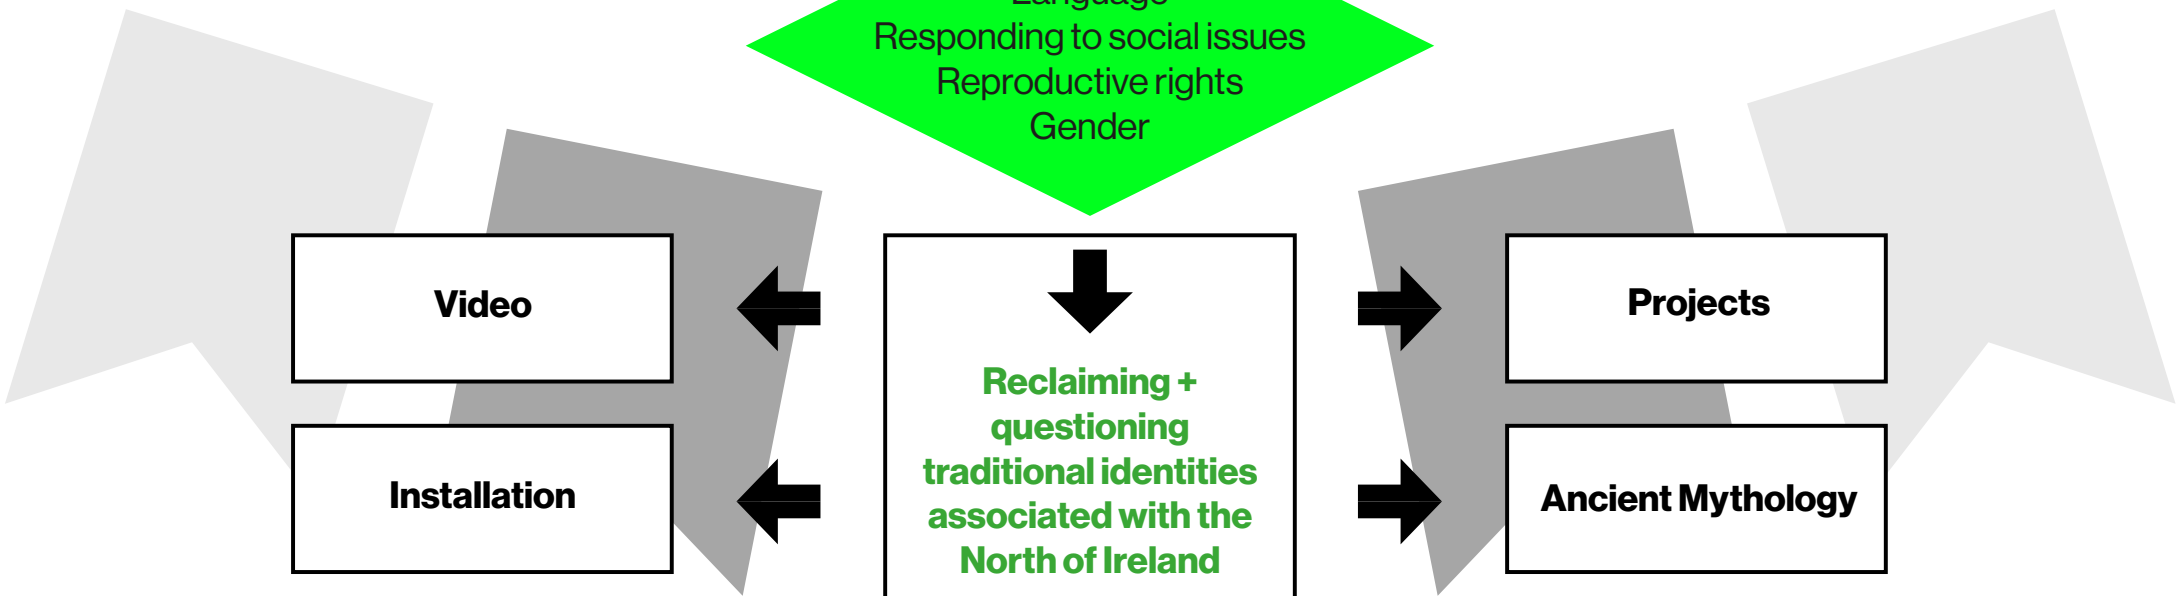 Language
Responding to social issues
Reproductive rights
Gender
Video
Projects
Reclaiming +
questioning
traditional identities
associated with the
North of Ireland
Installation
Ancient Mythology